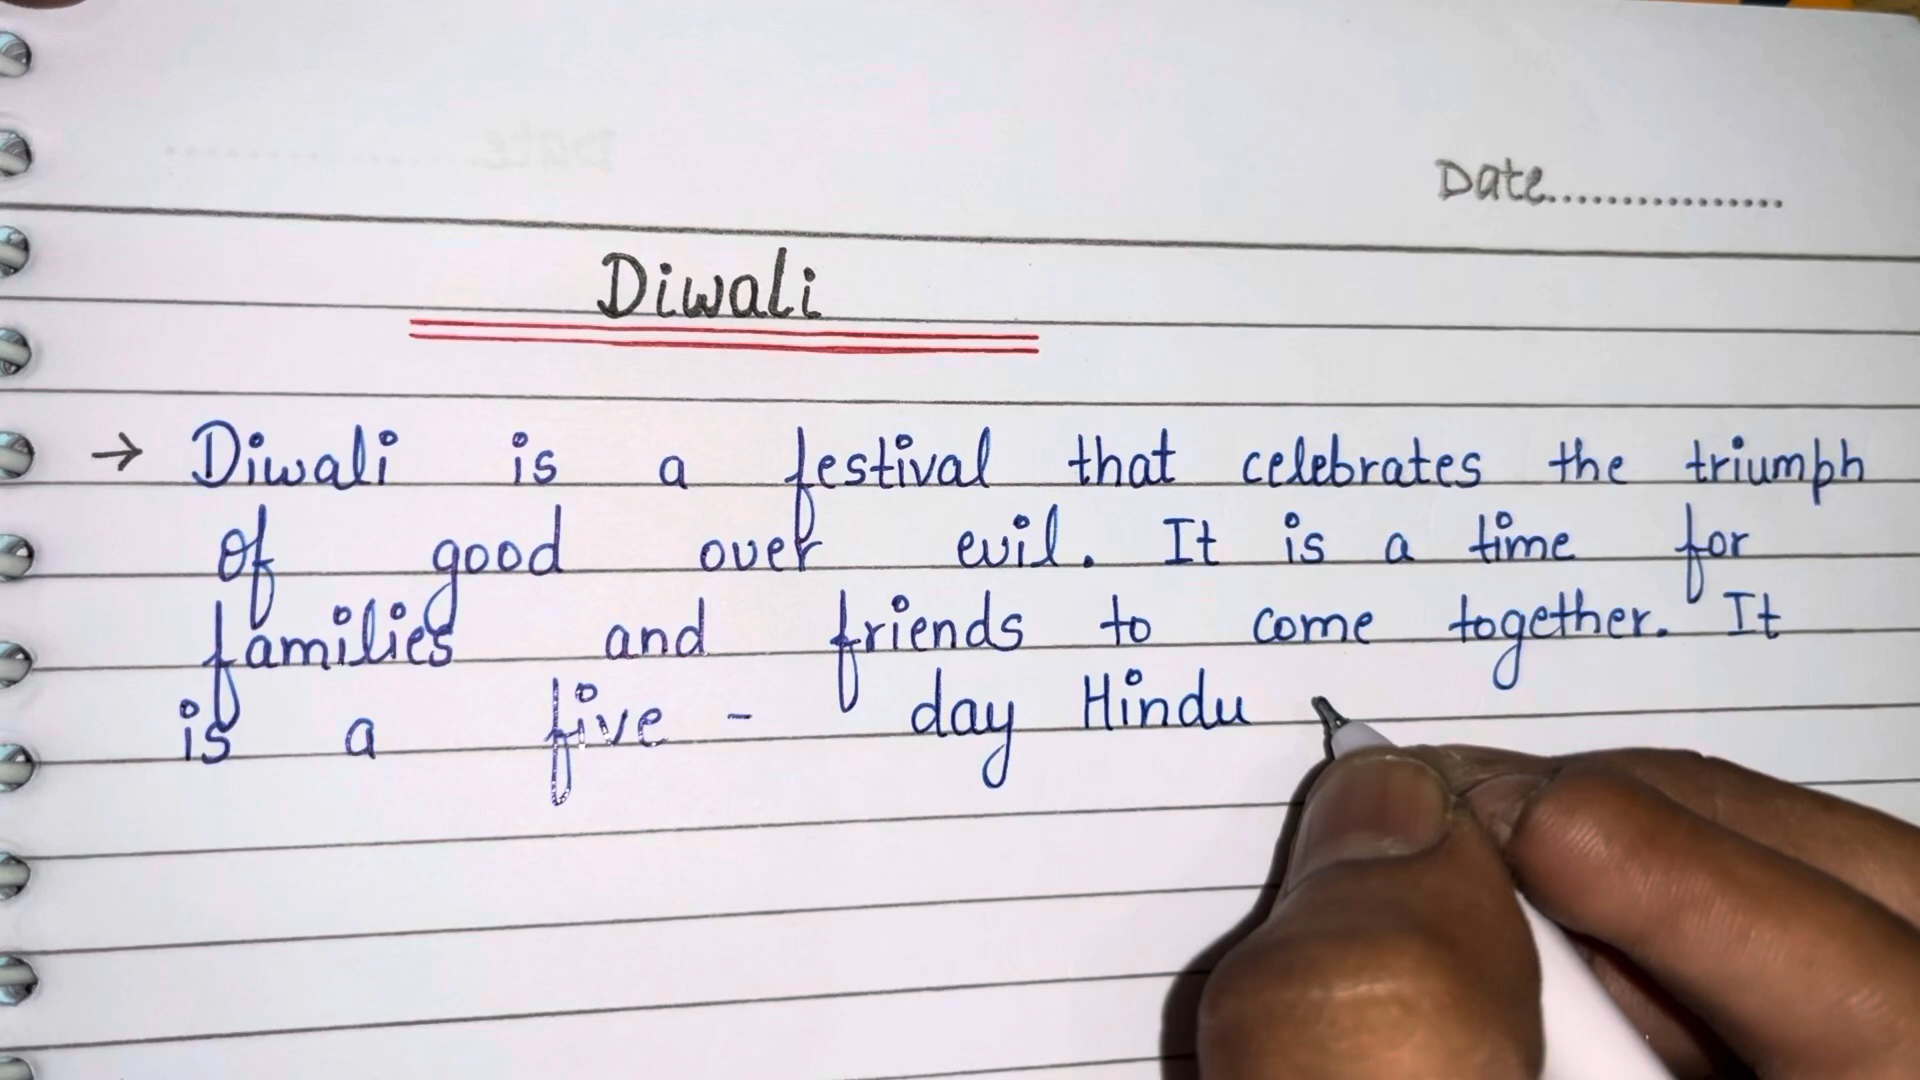 Date................
Diwali
→ Diwali is a festival that celebrates the triumph
of good over evil. It is a time for
families and friends to come together. It
is a five - day Hindu